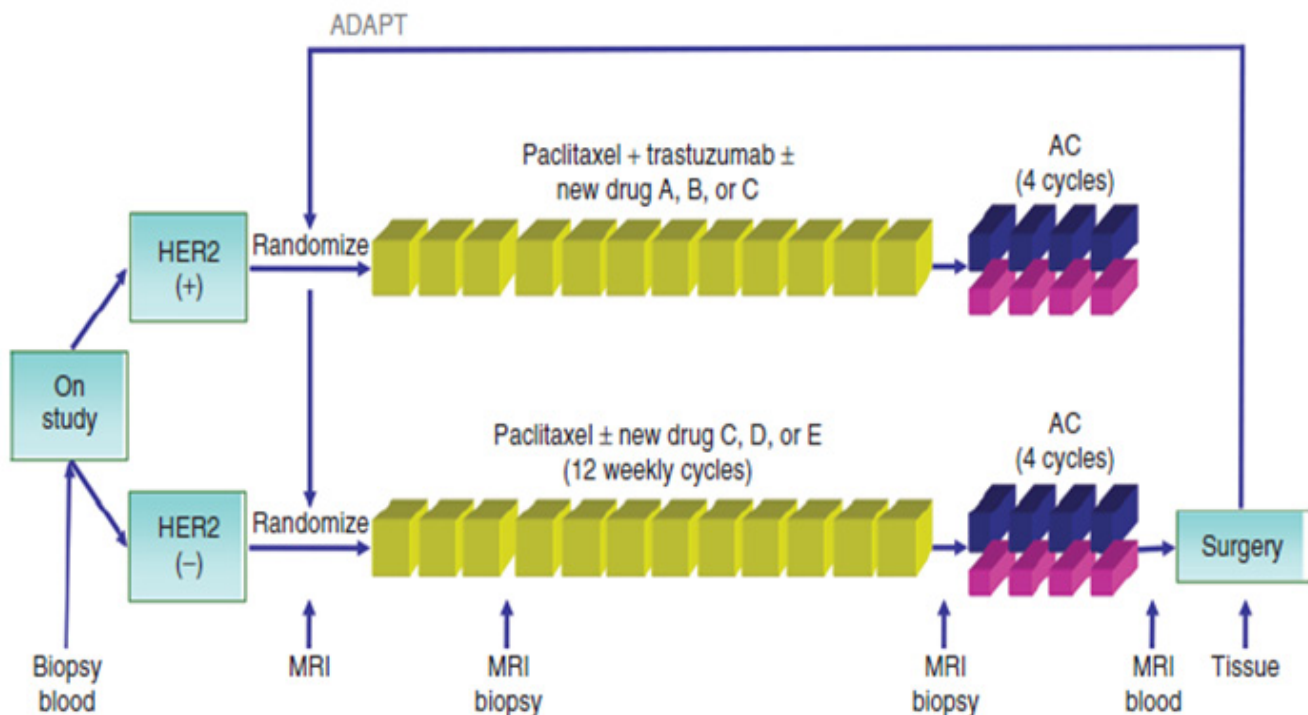 ADAPT
Paclitaxel + trastuzumab ±
new drug A, B, or C
AC
(4 cycles)
HER2
(+)
Randomize
On
study
Paclitaxel ± new drug C, D, or E
(12 weekly cycles)
AC
(4 cycles)
HER2
(–)
Randomize
Surgery
Biopsy
blood
MRI
MRI
biopsy
MRI
biopsy
MRI
blood
Tissue